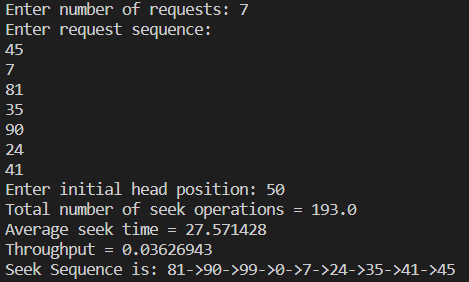 Enter number of requests: 7
Enter request sequence:
45
7
81
35
90
24
41
Enter initial head position: 50
Total number of seek operations = 193.0
Average seek time = 27.571428
Throughput = 0.03626943
Seek Sequence is: 81->90->99->0->7->24->35->41->45